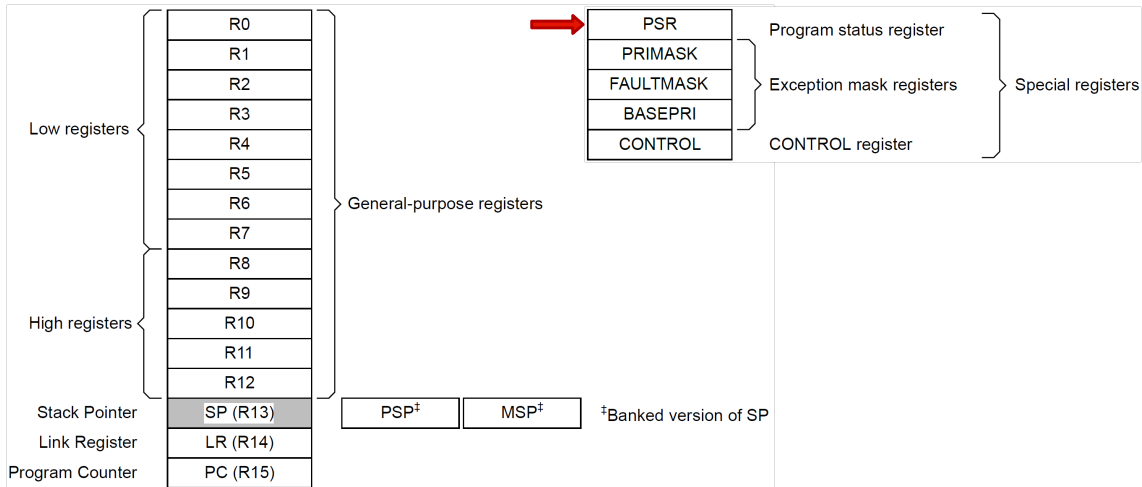 R0
R1
R2
R3
R4
R5
R6
R7
R8
R9
R10
R11
R12
Low registers
High registers
General-purpose registers
Stack Pointer SP (R13) PSP‡ MSP‡ ‡Banked version of SP
Link Register LR (R14)
Program Counter PC (R15)
PSR Program status register
PRIMASK
FAULTMASK Exception mask registers Special registers
BASEPRI
CONTROL CONTROL register